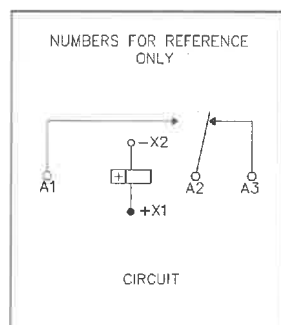 NUMBERS FOR REFERENCE
ONLY
-X2
A1
+
A2
A3
+X1
CIRCUIT